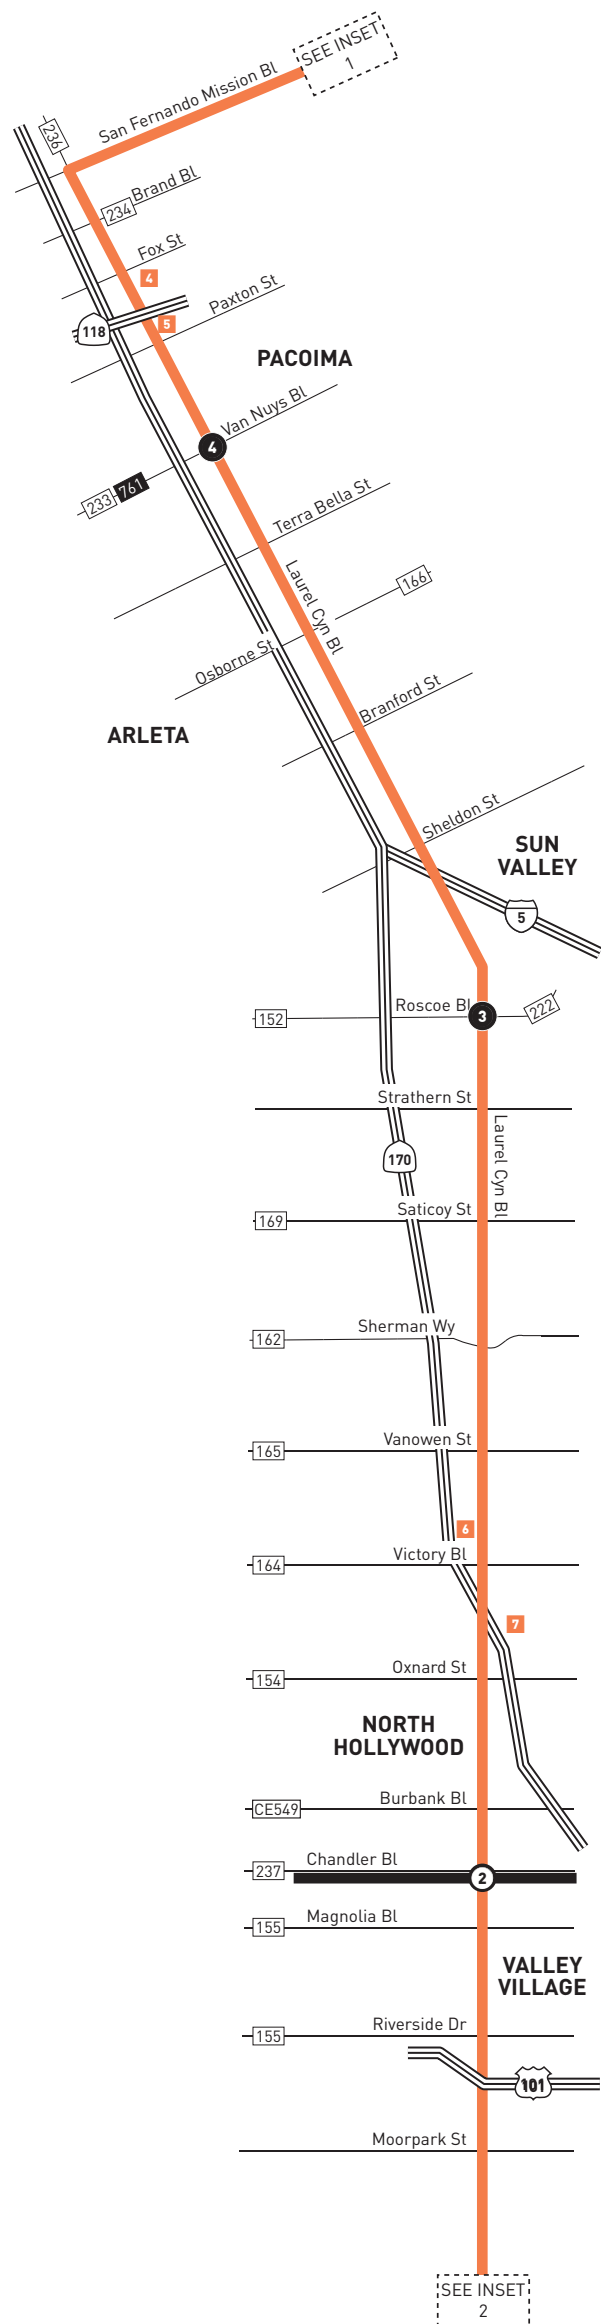 SEE INSET
1
San Fernando Mission Bl
236
Brand Bl
234
Fox St
4
Paxton St
5
118
PACOIMA
Van Nuys Bl
4
761
233
Terra Bella St
Laurel Cyn Bl
166
Osborne St
Branford St
ARLETA
Sheldon St
SUN
VALLEY
5
Roscoe Bl
152
3
222
Strathern St
Laurel Cyn Bl
170
Saticoy St
169
Sherman Wy
162
Vanowen St
165
6
Victory Bl
164
7
Oxnard St
154
NORTH
HOLLYWOOD
Burbank Bl
CE549
Chandler Bl
237
2
Magnolia Bl
155
VALLEY
VILLAGE
Riverside Dr
155
101
Moorpark St
SEE INSET
2